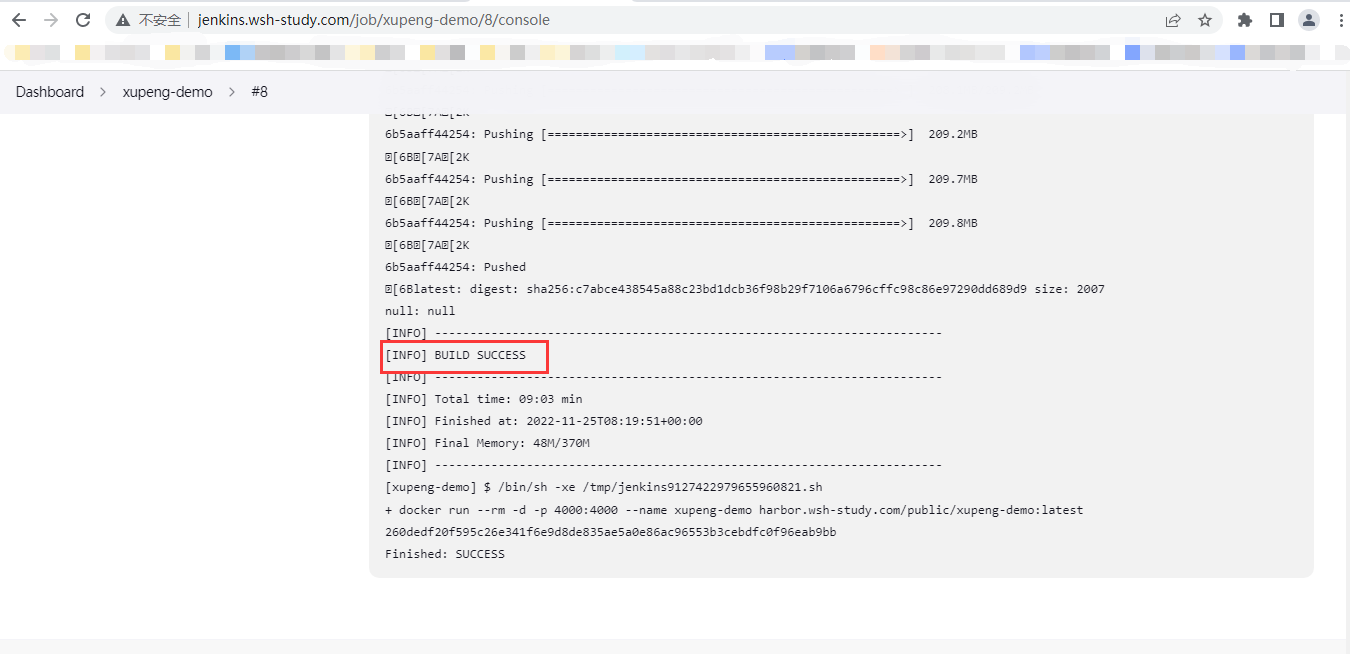 不安全 jenkins.wsh-study.com/job/xupeng-demo/8/console
Dashboard > xupeng-demo > #8
6b5aaff44254: Pushing [==================================================>] 209.2MB
[6B[7A[2K
6b5aaff44254: Pushing [==================================================>] 209.7MB
[6B[7A[2K
6b5aaff44254: Pushing [==================================================>] 209.8MB
[6B[7A[2K
6b5aaff44254: Pushed
[6Blatest: digest: sha256:c7abce438545a88c23bd1dcb36f98b29f7106a6796cffc98c86e97290dd689d9 size: 2007
null: null
[INFO] ------------------------------------------------------------------------
[INFO] BUILD SUCCESS
[INFO] ------------------------------------------------------------------------
[INFO] Total time: 09:03 min
[INFO] Finished at: 2022-11-25T08:19:51+00:00
[INFO] Final Memory: 48M/370M
[INFO] ------------------------------------------------------------------------
[xupeng-demo] $ /bin/sh -xe /tmp/jenkins9127422979655960821.sh
+ docker run --rm -d -p 4000:4000 --name xupeng-demo harbor.wsh-study.com/public/xupeng-demo:latest
260dedf20f595c26e341f6e9d8de835ae5a0e86ac96553b3cebdfc0f96eab9bb
Finished: SUCCESS